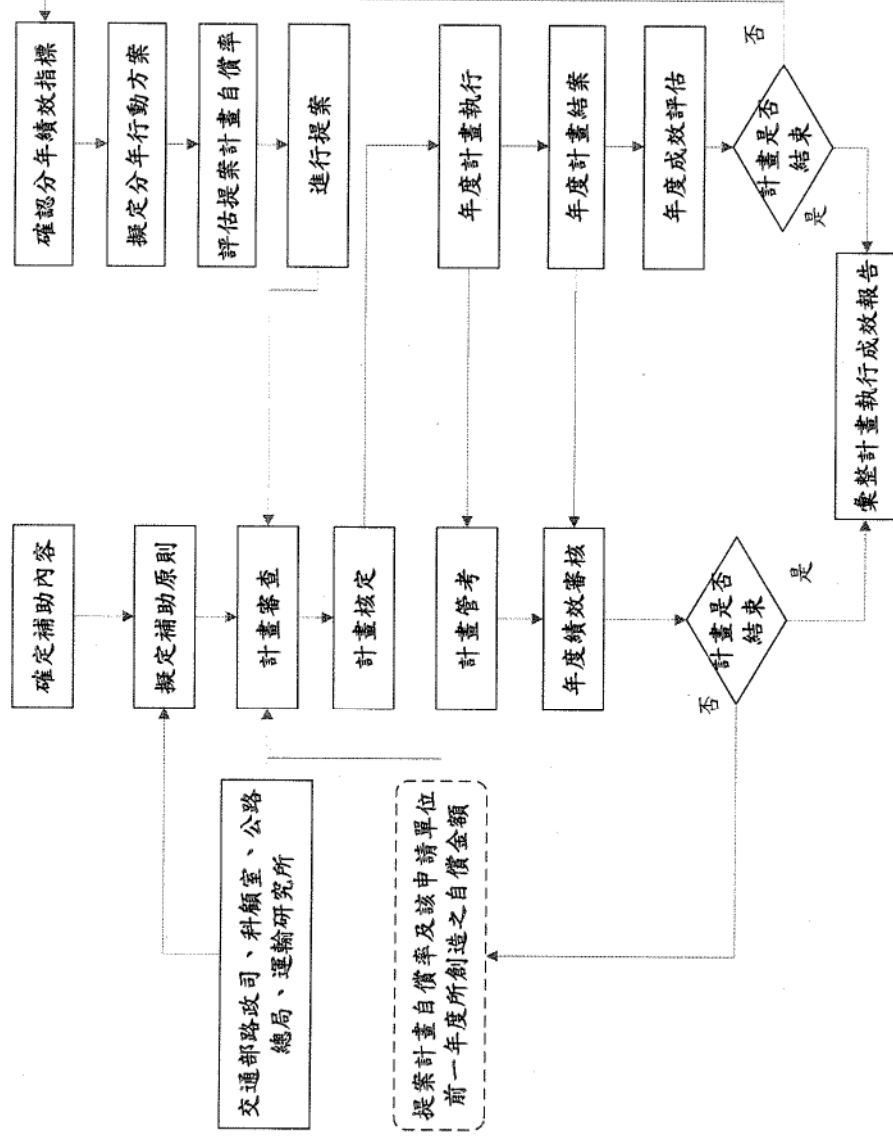 確認分年績效指標
擬定分年行動方案
評估提案計畫自償率
進行提案
年度計畫執行
年度計畫結案
年度成效評估
計畫是否
結束
否
是
確定補助內容
擬定補助原則
計畫審查
計畫核定
計畫管考
年度績效審核
計畫是否
結束
否
是
彙整計畫執行成效報告
交通部路政司、科顧室、公路
總局、運輸研究所
提案計畫自償率及該申請單位
前一年度所創造之自償金額